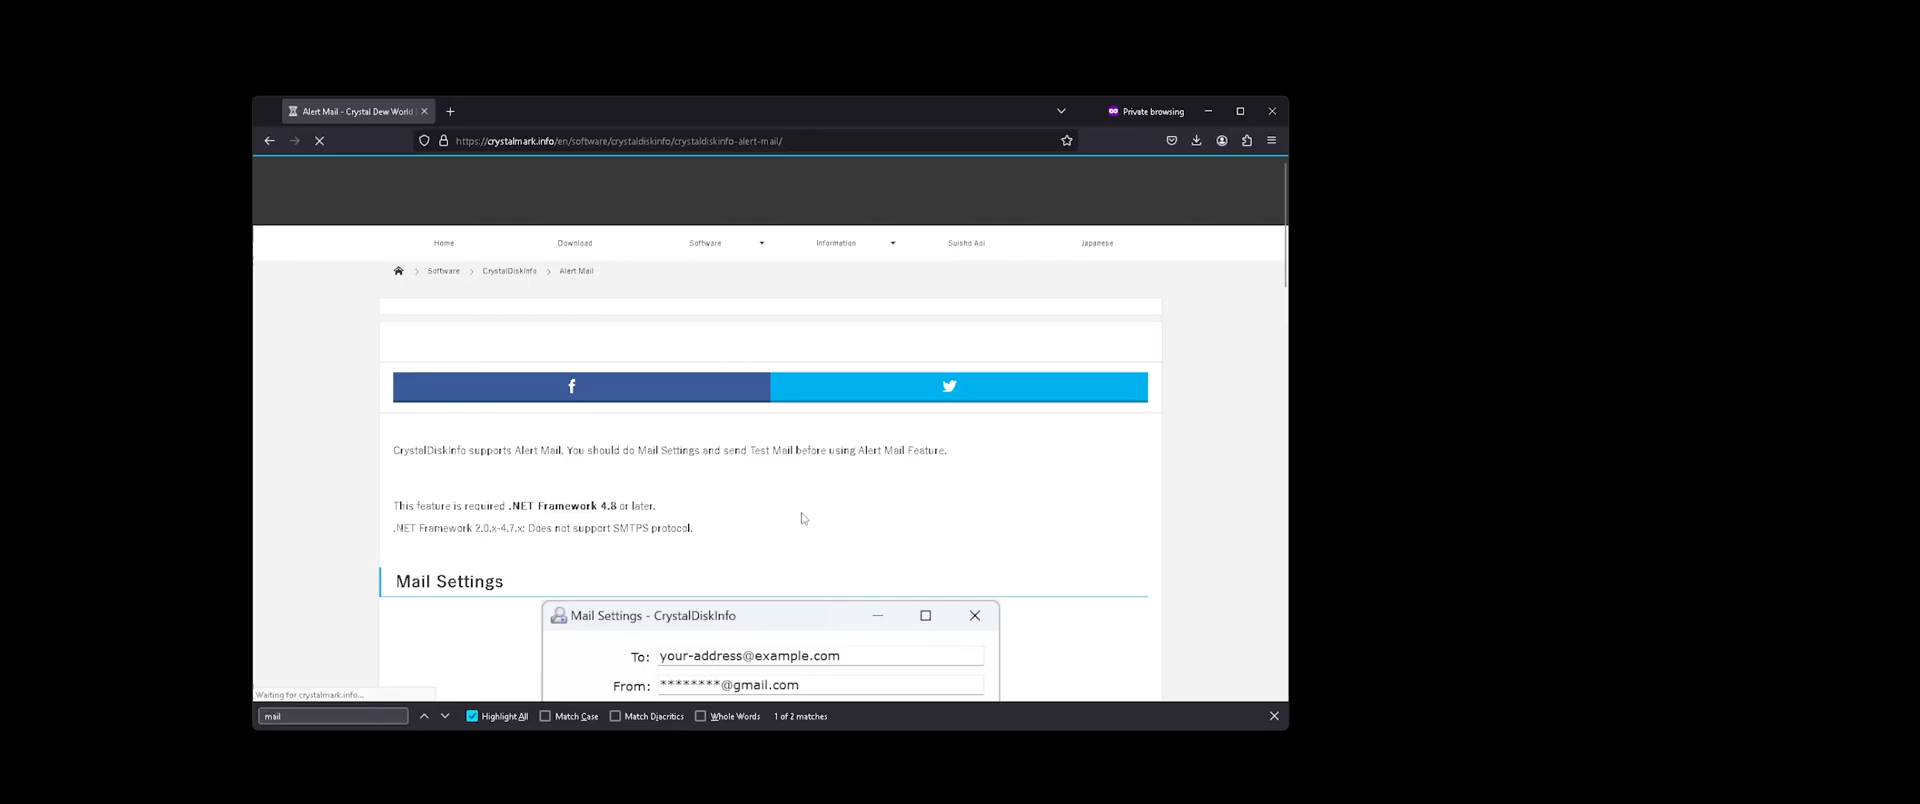 Alert Mail - Crystal Dew World
Private browsing
https://crystalmark.info/en/software/crystaldiskinfo/crystaldiskinfo-alert-mail/
Home Download Software Information Suisho Aoi Japanese
Software CrystalDiskInfo Alert Mail
CrystalDiskInfo supports Alert Mail. You should do Mail Settings and send Test Mail before using Alert Mail Feature.
This feature is required .NET Framework 4.8 or later.
.NET Framework 2.0.x-4.7.x: Does not support SMTPS protocol.
Mail Settings
Mail Settings - CrystalDiskInfo
To: your-address@example.com
From: ********@gmail.com
Waiting for crystalmark.info...
mail Highlight All Match Case Match Diacritics Whole Words 1 of 2 matches